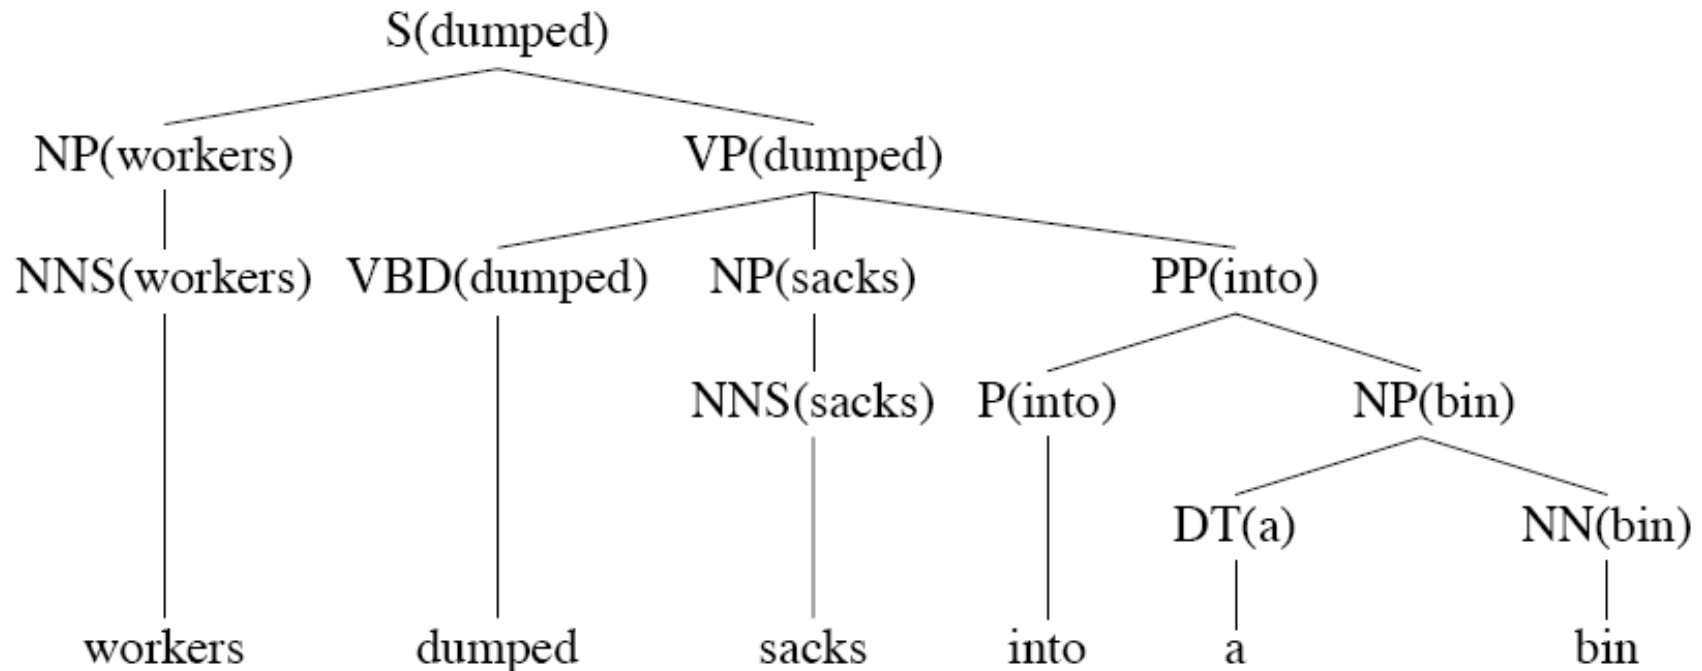 S(dumped)
NP(workers) VP(dumped)
NNS(workers) VBD(dumped) NP(sacks) PP(into)
NNS(sacks) P(into) NP(bin)
DT(a) NN(bin)
workers dumped sacks into a bin